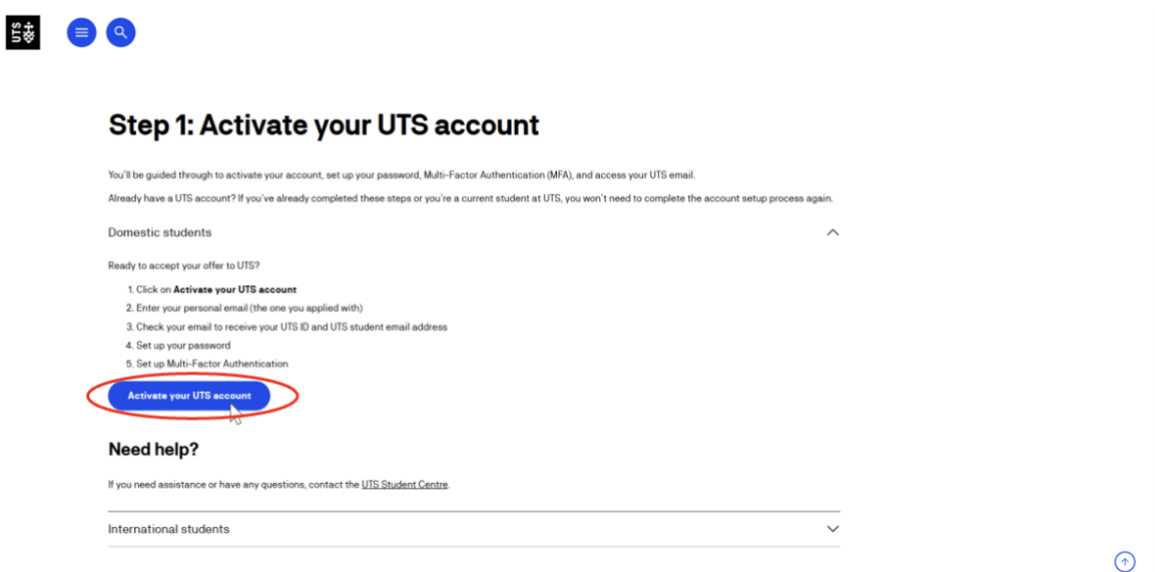 UTS
Step 1: Activate your UTS account
You'll be guided through to activate your account, set up your password, Multi-Factor Authentication (MFA), and access your UTS email.
Already have a UTS account? If you've already completed these steps or you're a current student at UTS, you won't need to complete the account setup process again.
Domestic students
Ready to accept your offer to UTS?
1. Click on Activate your UTS account
2. Enter your personal email (the one you applied with)
3. Check your email to receive your UTS ID and UTS student email address
4. Set up your password
5. Set up Multi-Factor Authentication
Activate your UTS account
Need help?
If you need assistance or have any questions, contact the UTS Student Centre.
International students